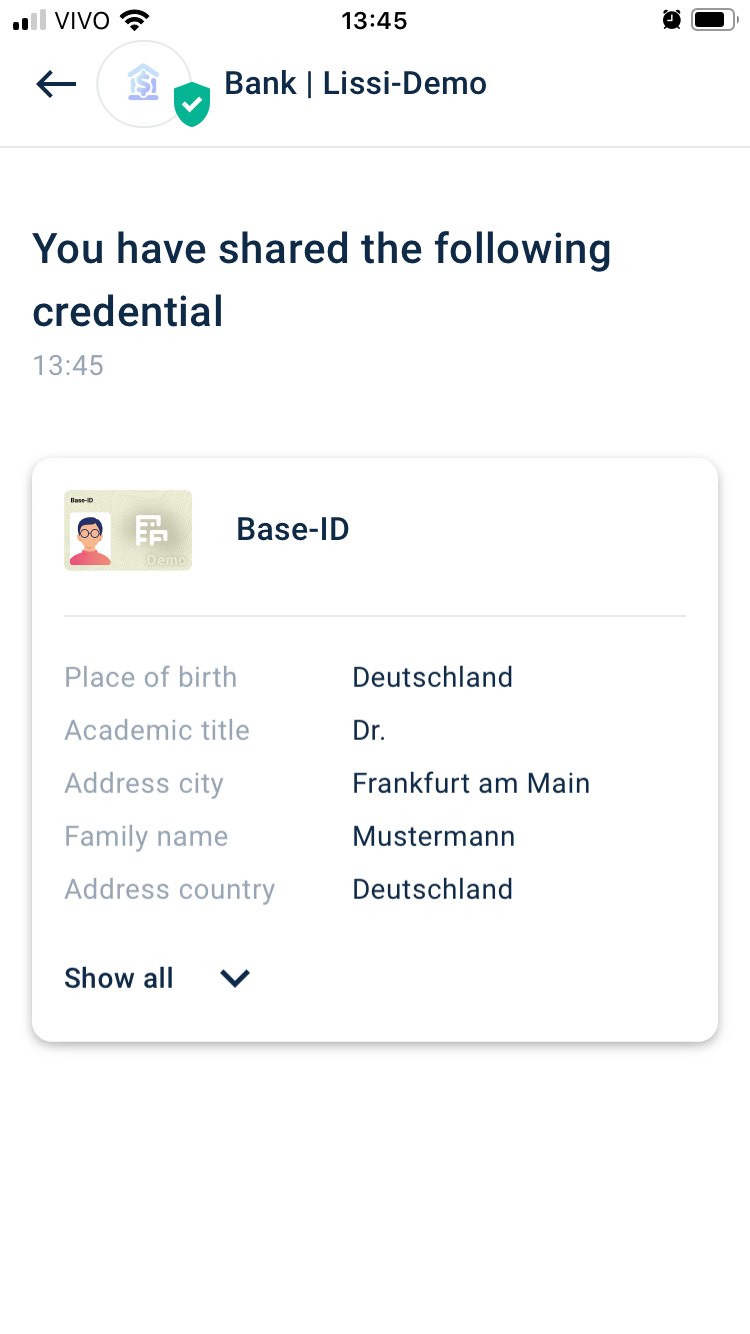 VIVO 13:45
Bank | Lissi-Demo
You have shared the following
credential
13:45
Base-ID
Demo
Base-ID
Place of birth Deutschland
Academic title Dr.
Address city Frankfurt am Main
Family name Mustermann
Address country Deutschland
Show all